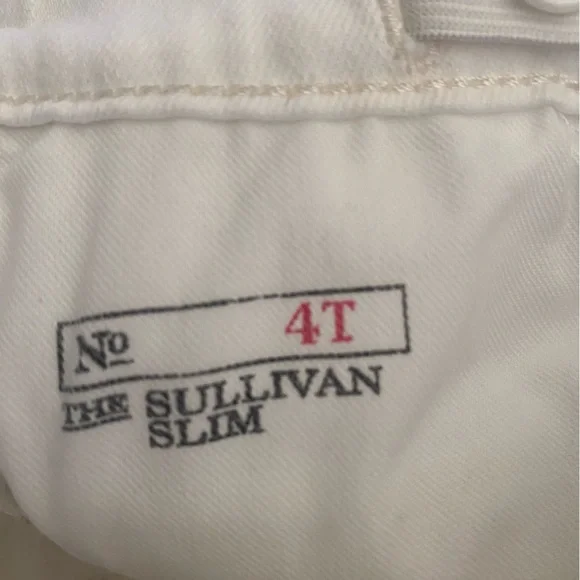 Nº 4T
THE SULLIVAN
SLIM